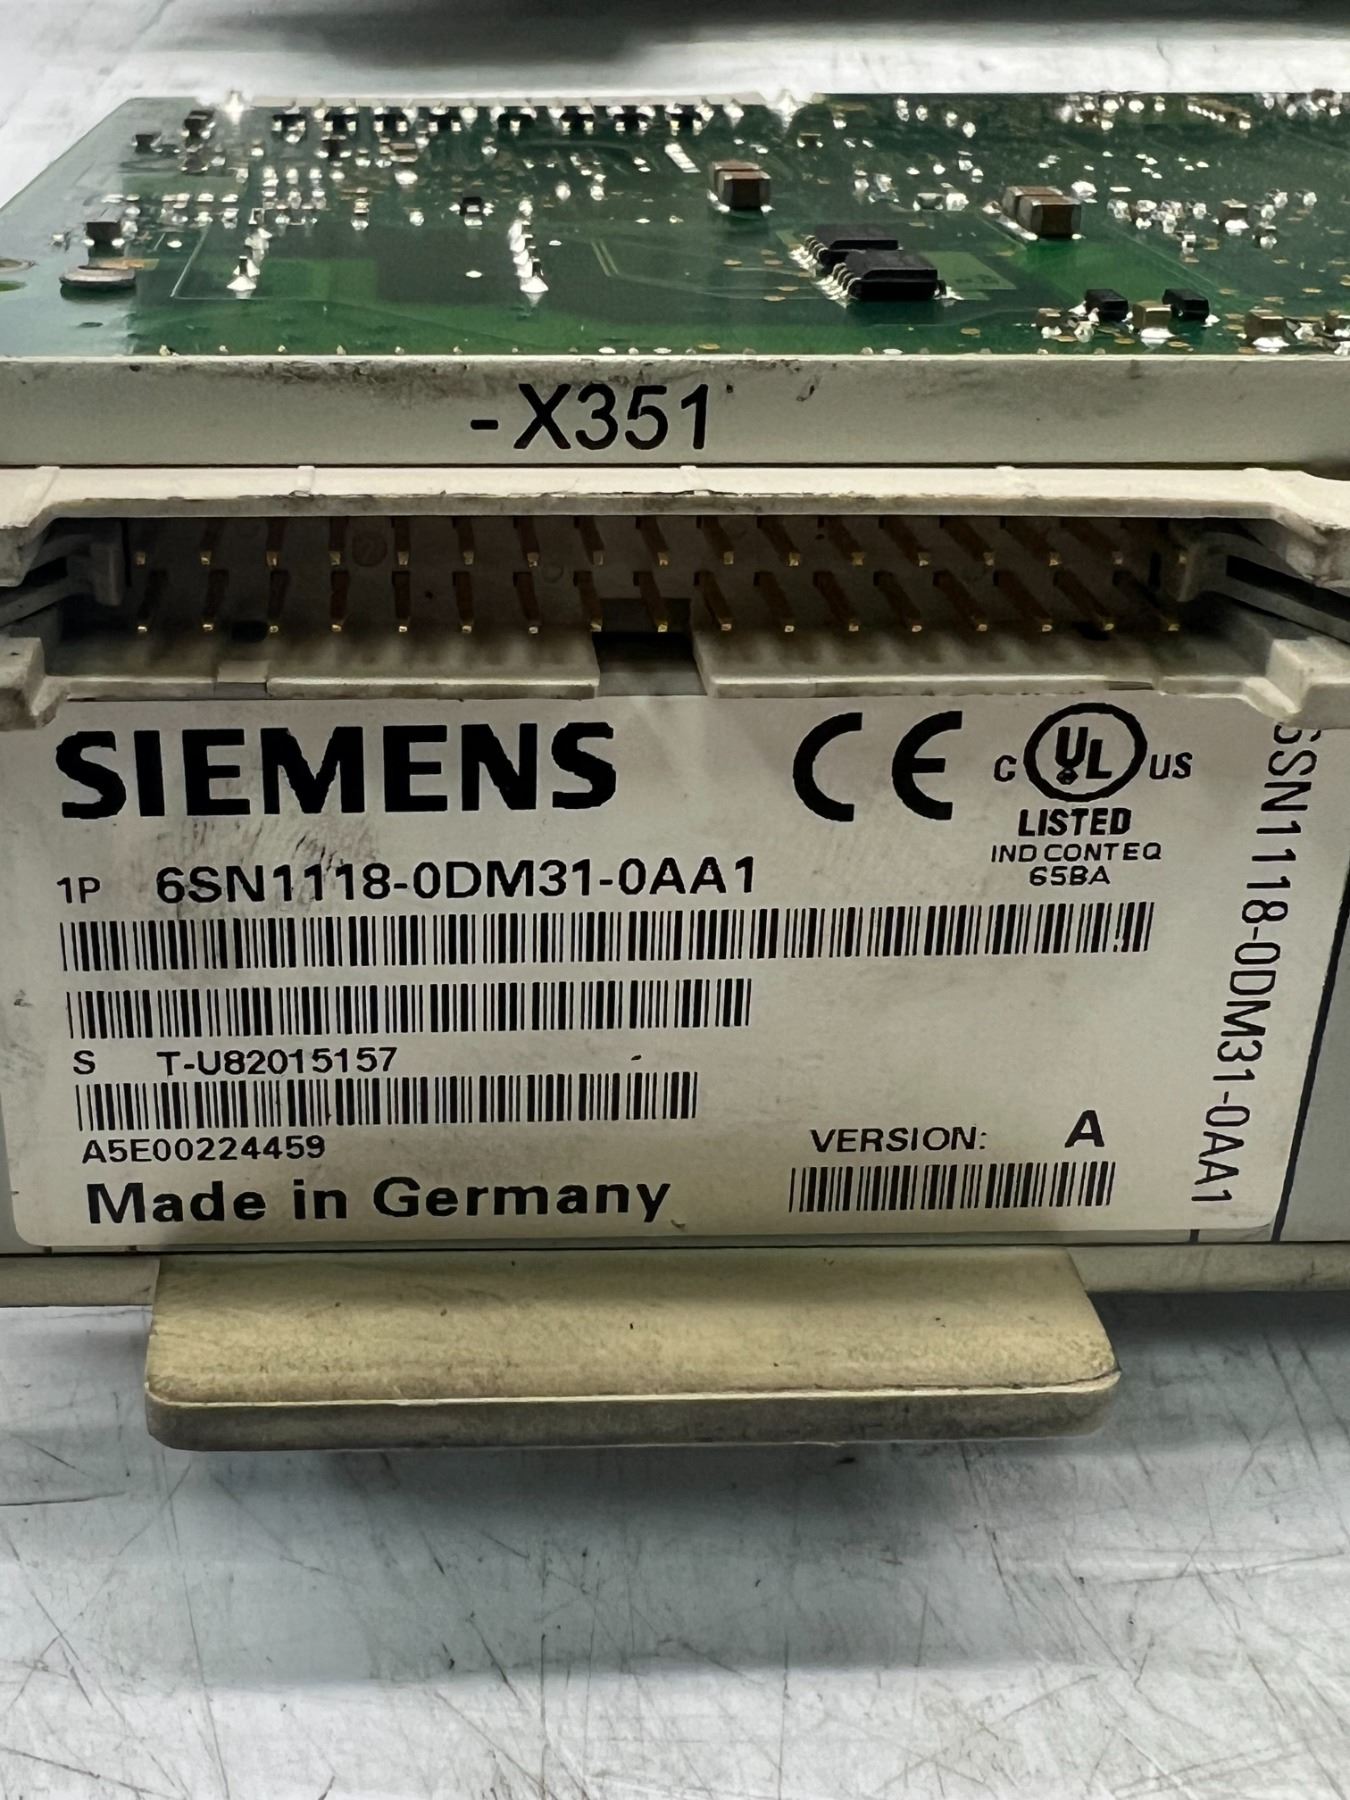 -X351
SIEMENS
CE
C UL US
LISTED
IND CONT EQ
65BA
1P 6SN1118-0DM31-0AA1
S T-U82015157
A5E00224459
VERSION: A
Made in Germany
6SN1118-0DM31-0AA1